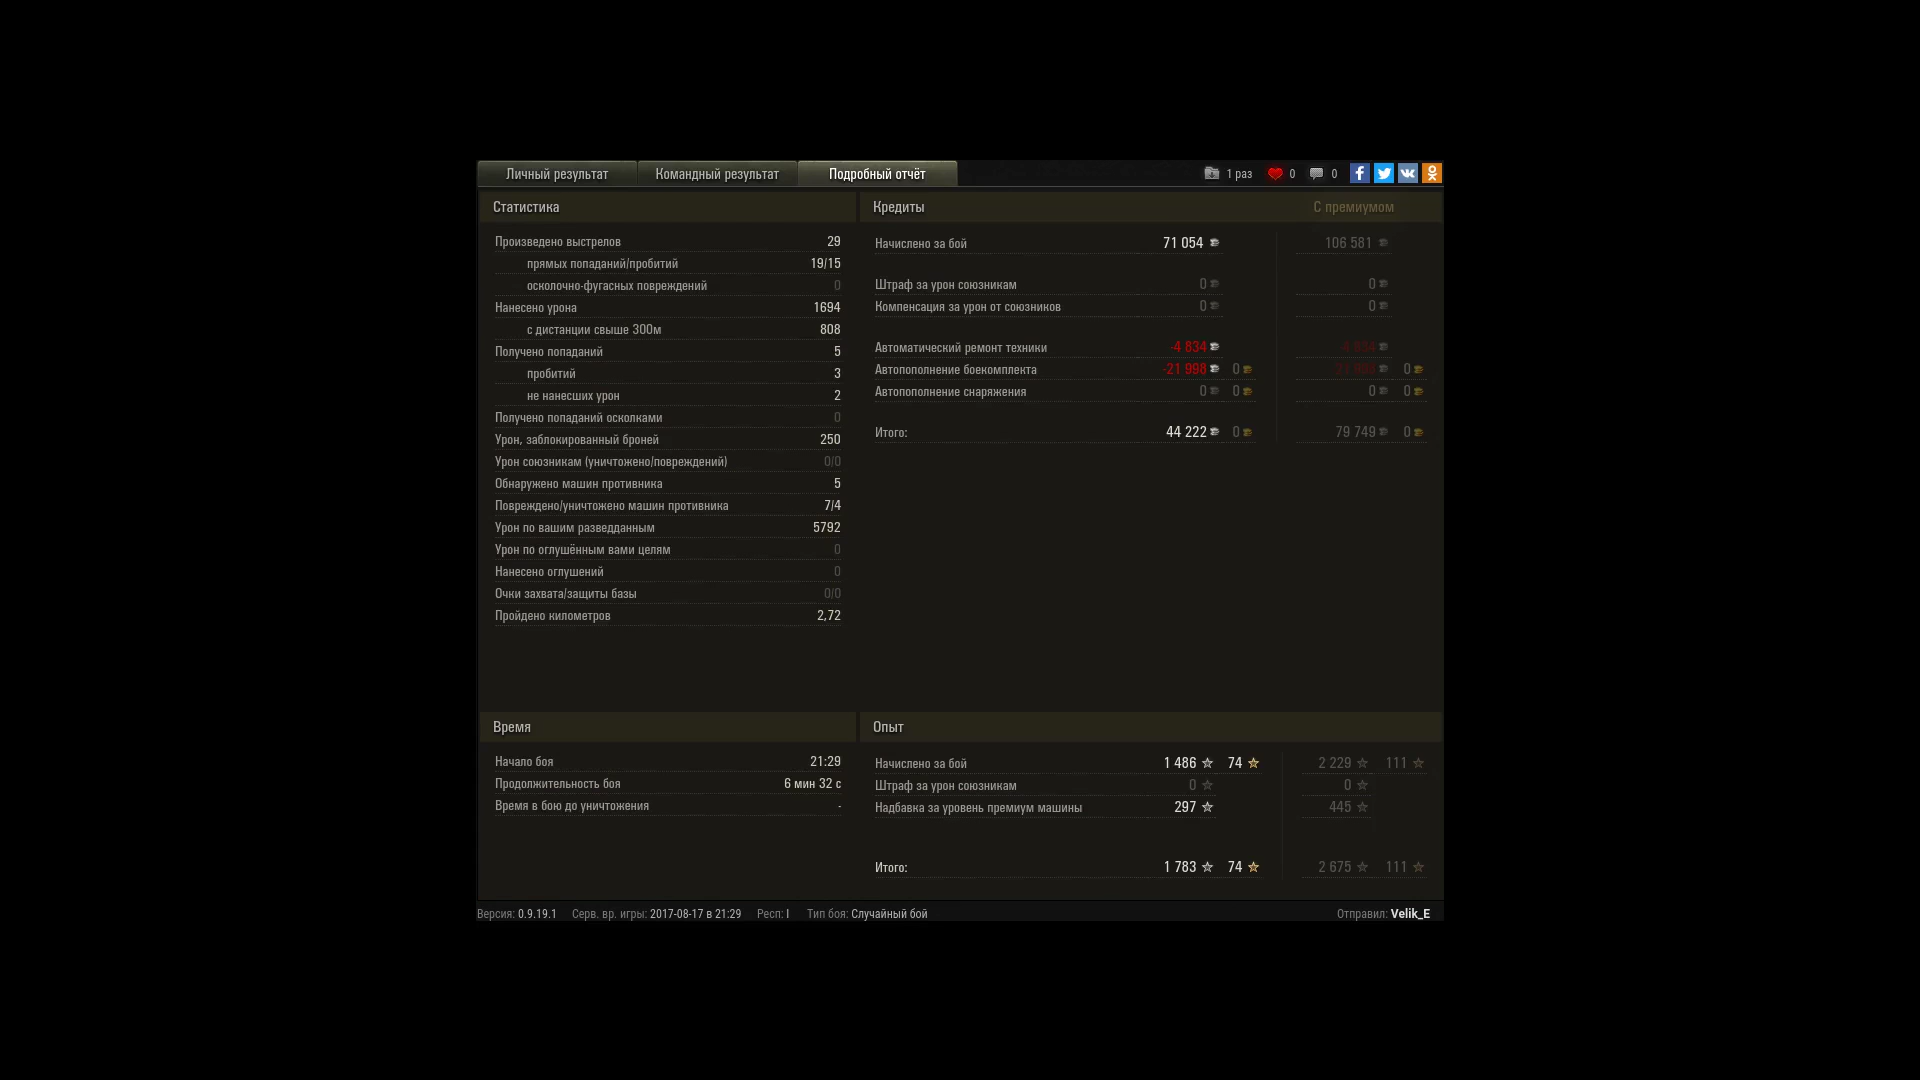 Личный результат Командный результат Подробный отчёт 1 раз 0 0
Статистика
Произведено выстрелов 29
прямых попаданий/пробитий 19/15
осколочно-фугасных повреждений 0
Нанесено урона 1694
с дистанции свыше 300м 808
Получено попаданий 5
пробитий 3
не нанесших урон 2
Получено попаданий осколками 0
Урон, заблокированный броней 250
Урон союзникам (уничтожено/повреждений) 0/0
Обнаружено машин противника 5
Повреждено/уничтожено машин противника 7/4
Урон по вашим разведданным 5792
Урон по оглушённым вами целям 0
Нанесено оглушений 0
Очки захвата/защиты базы 0/0
Пройдено километров 2,72
Кредиты С премиумом
Начислено за бой 71 054 106 581
Штраф за урон союзникам 0 0
Компенсация за урон от союзников 0 0
Автоматический ремонт техники -4 834 -4 834
Автопополнение боекомплекта -21 998 0 -21 998 0
Автопополнение снаряжения 0 0 0 0
Итого: 44 222 0 79 749 0
Время
Начало боя 21:29
Продолжительность боя 6 мин 32 с
Время в бою до уничтожения -
Опыт
Начислено за бой 1 486 74 2 229 111
Штраф за урон союзникам 0 0
Надбавка за уровень премиум машины 297 445
Итого: 1 783 74 2 675 111
Версия: 0.9.19.1 Серв. вр. игры: 2017-08-17 в 21:29 Респ: I Тип боя: Случайный бой Отправил: Velik_E